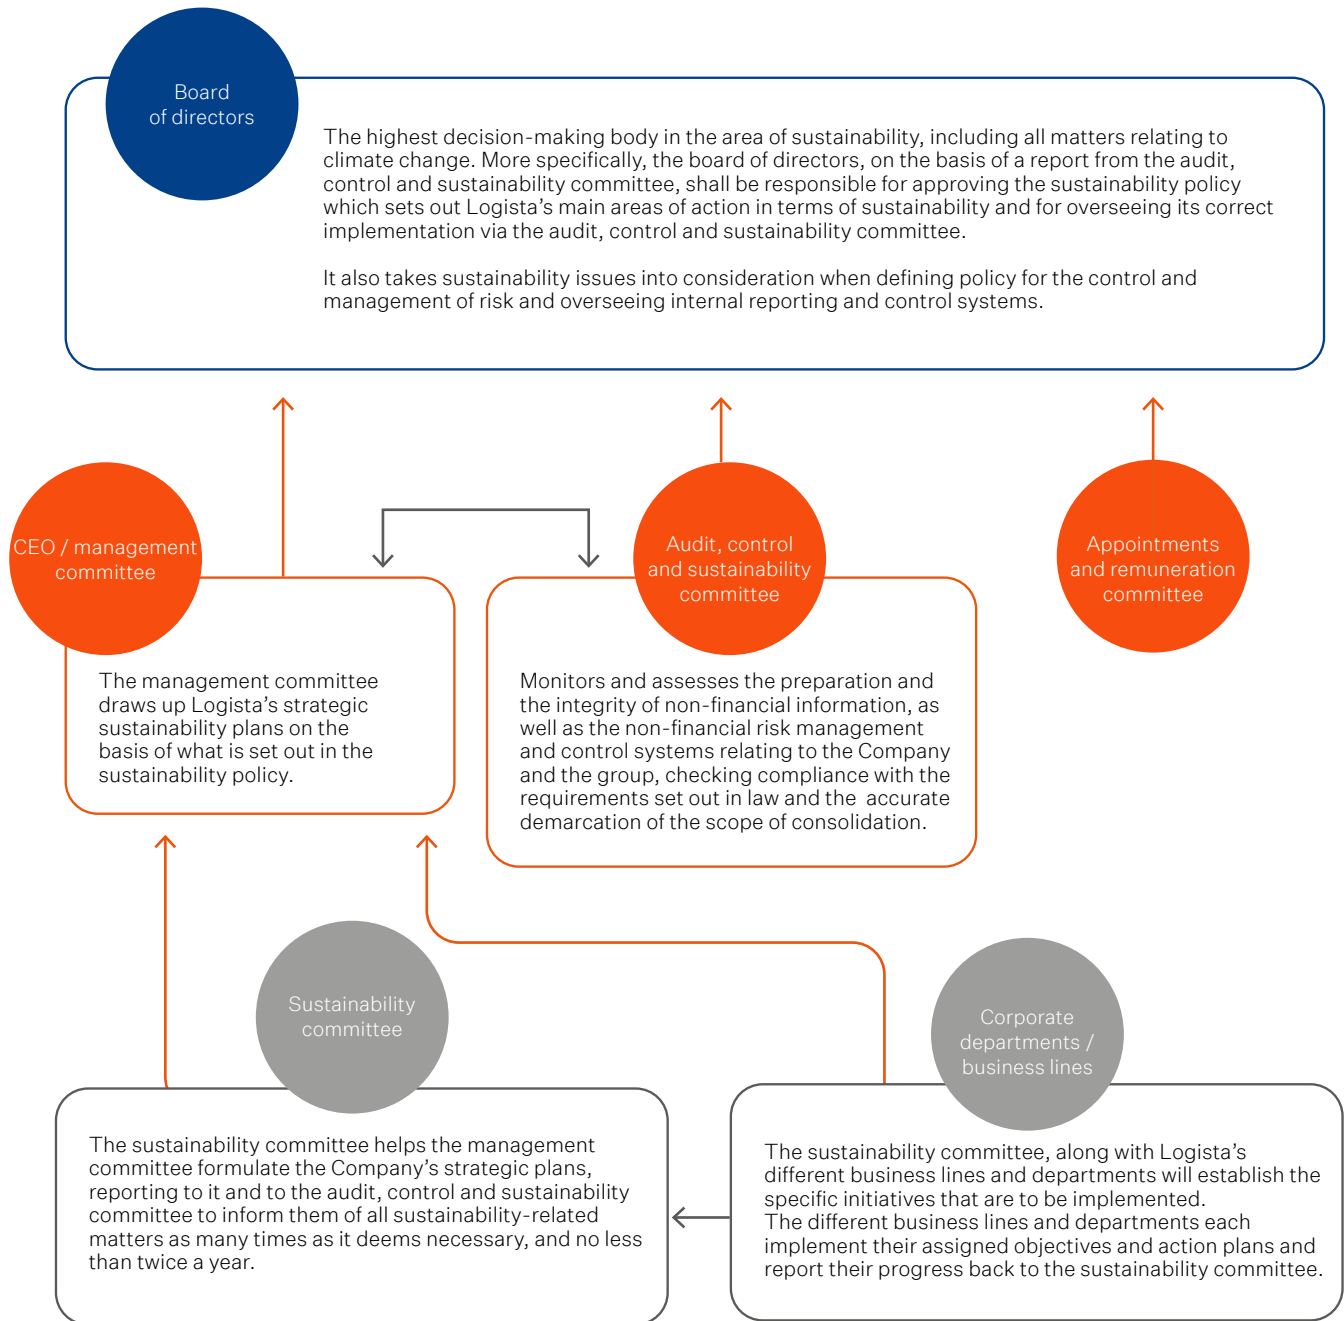 Board
of directors
The highest decision-making body in the area of sustainability, including all matters relating to
climate change. More specifically, the board of directors, on the basis of a report from the audit,
control and sustainability committee, shall be responsible for approving the sustainability policy
which sets out Logista’s main areas of action in terms of sustainability and for overseeing its correct
implementation via the audit, control and sustainability committee.
It also takes sustainability issues into consideration when defining policy for the control and
management of risk and overseeing internal reporting and control systems.
CEO / management
committee
The management committee
draws up Logista’s strategic
sustainability plans on the
basis of what is set out in the
sustainability policy.
Audit, control
and sustainability
committee
Monitors and assesses the preparation and
the integrity of non-financial information, as
well as the non-financial risk management
and control systems relating to the Company
and the group, checking compliance with the
requirements set out in law and the accurate
demarcation of the scope of consolidation.
Appointments
and remuneration
committee
Sustainability
committee
The sustainability committee helps the management
committee formulate the Company’s strategic plans,
reporting to it and to the audit, control and sustainability
committee to inform them of all sustainability-related
matters as many times as it deems necessary, and no less
than twice a year.
Corporate
departments /
business lines
The sustainability committee, along with Logista’s
different business lines and departments will establish the
specific initiatives that are to be implemented.
The different business lines and departments each
implement their assigned objectives and action plans and
report their progress back to the sustainability committee.